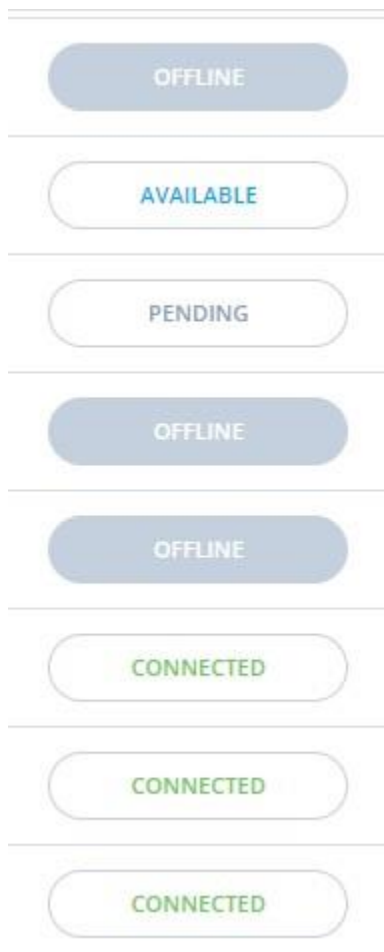 OFFLINE
AVAILABLE
PENDING
OFFLINE
OFFLINE
CONNECTED
CONNECTED
CONNECTED